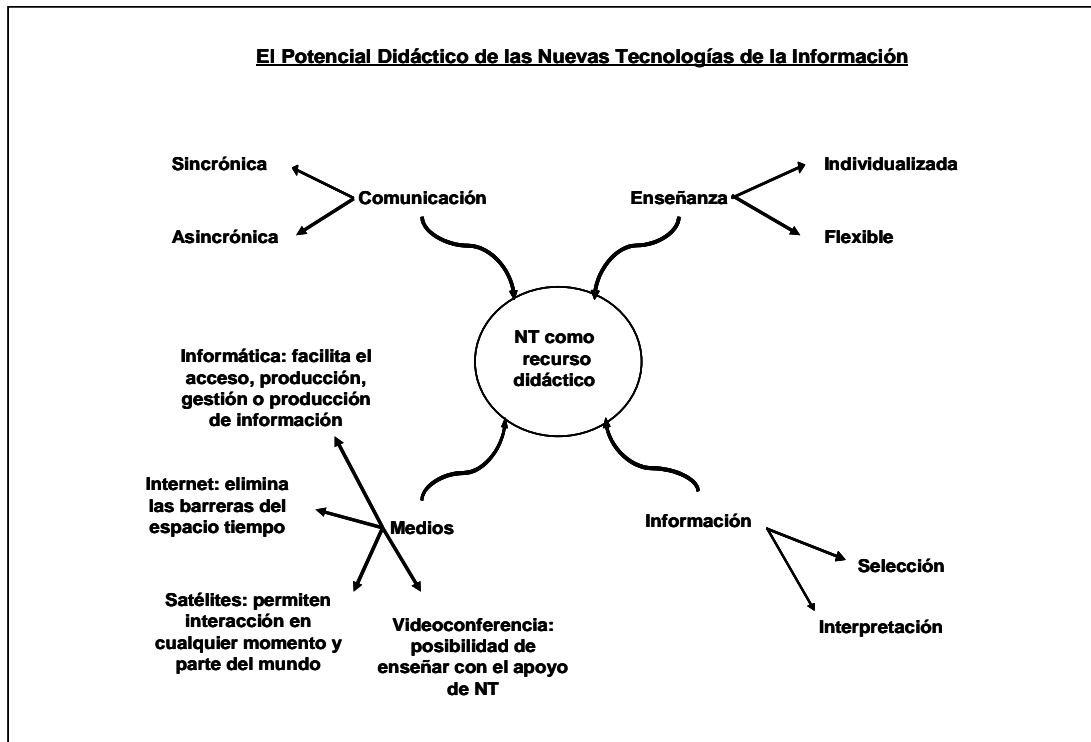 El Potencial Didáctico de las Nuevas Tecnologías de la Información
Sincrónica
Asincrónica
Comunicación
Enseñanza
Individualizada
Flexible
NT como
recurso
didáctico
Informática: facilita el
acceso, producción,
gestión o producción
de información
Internet: elimina
las barreras del
espacio tiempo
Medios
Satélites: permiten
interacción en
cualquier momento y
parte del mundo
Videoconferencia:
posibilidad de
enseñar con el apoyo
de NT
Información
Selección
Interpretación